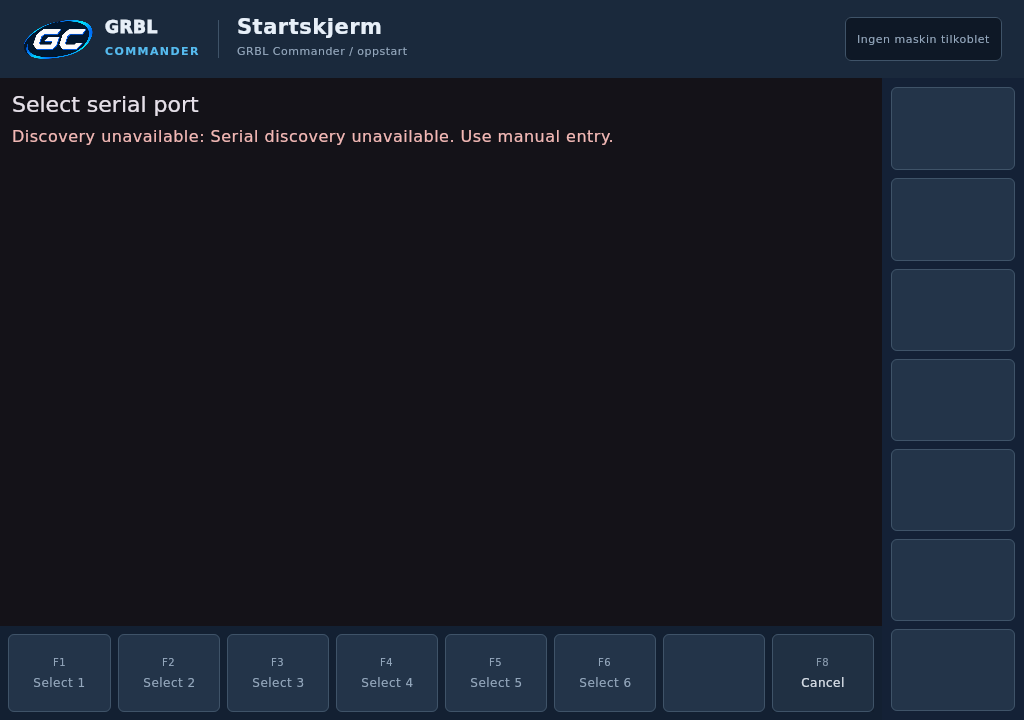 GC
GRBL
COMMANDER
Startskjerm
GRBL Commander / oppstart
Ingen maskin tilkoblet
Select serial port
Discovery unavailable: Serial discovery unavailable. Use manual entry.
F1
Select 1
F2
Select 2
F3
Select 3
F4
Select 4
F5
Select 5
F6
Select 6
F8
Cancel